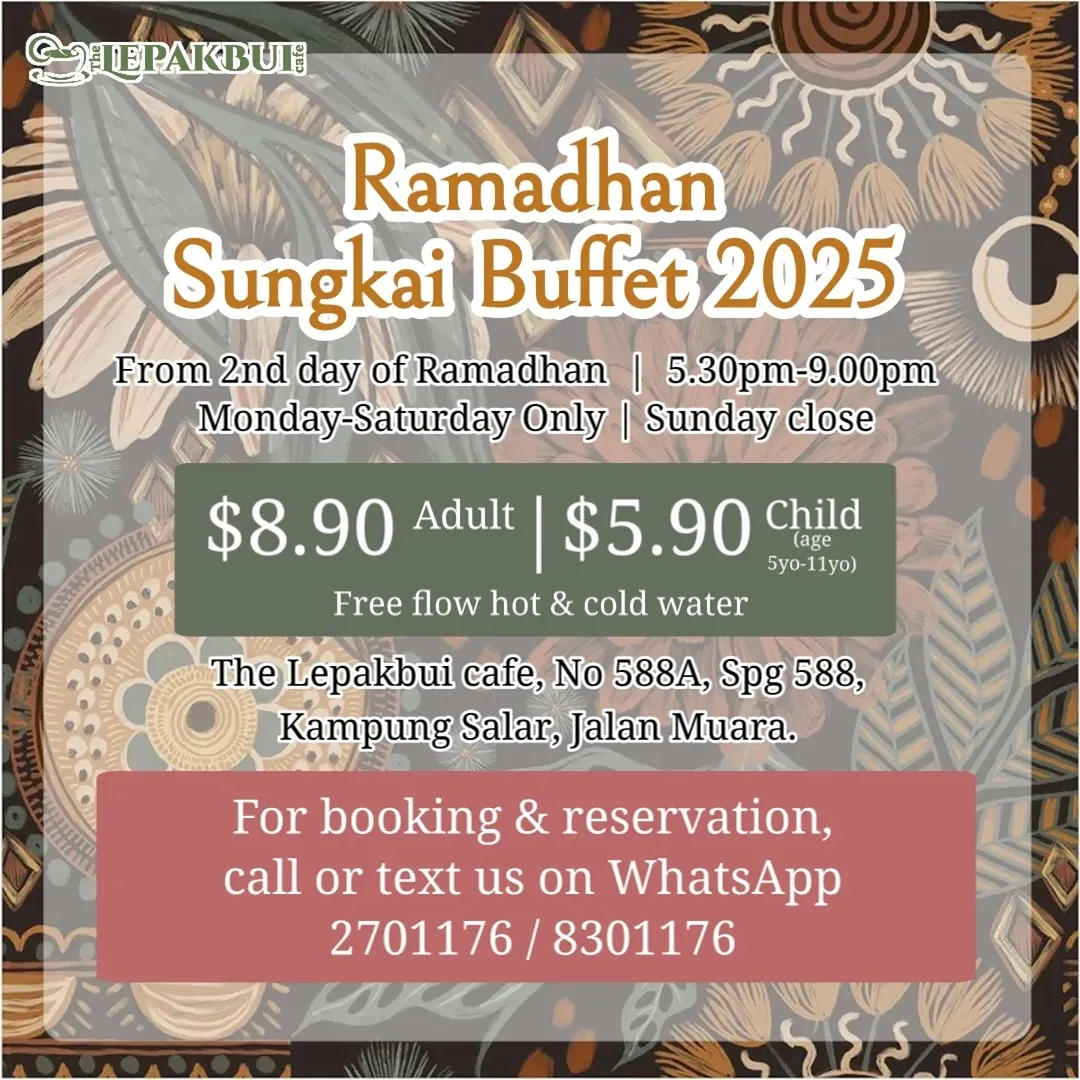 The LEPAKBUI cafe
Ramadhan
Sungkai Buffet 2025
From 2nd day of Ramadhan | 5.30pm-9.00pm
Monday-Saturday Only | Sunday close
$8.90 Adult | $5.90 Child
(age
5yo-11yo)
Free flow hot & cold water
The Lepakbui cafe, No 588A, Spg 588,
Kampung Salar, Jalan Muara.
For booking & reservation,
call or text us on WhatsApp
2701176 / 8301176